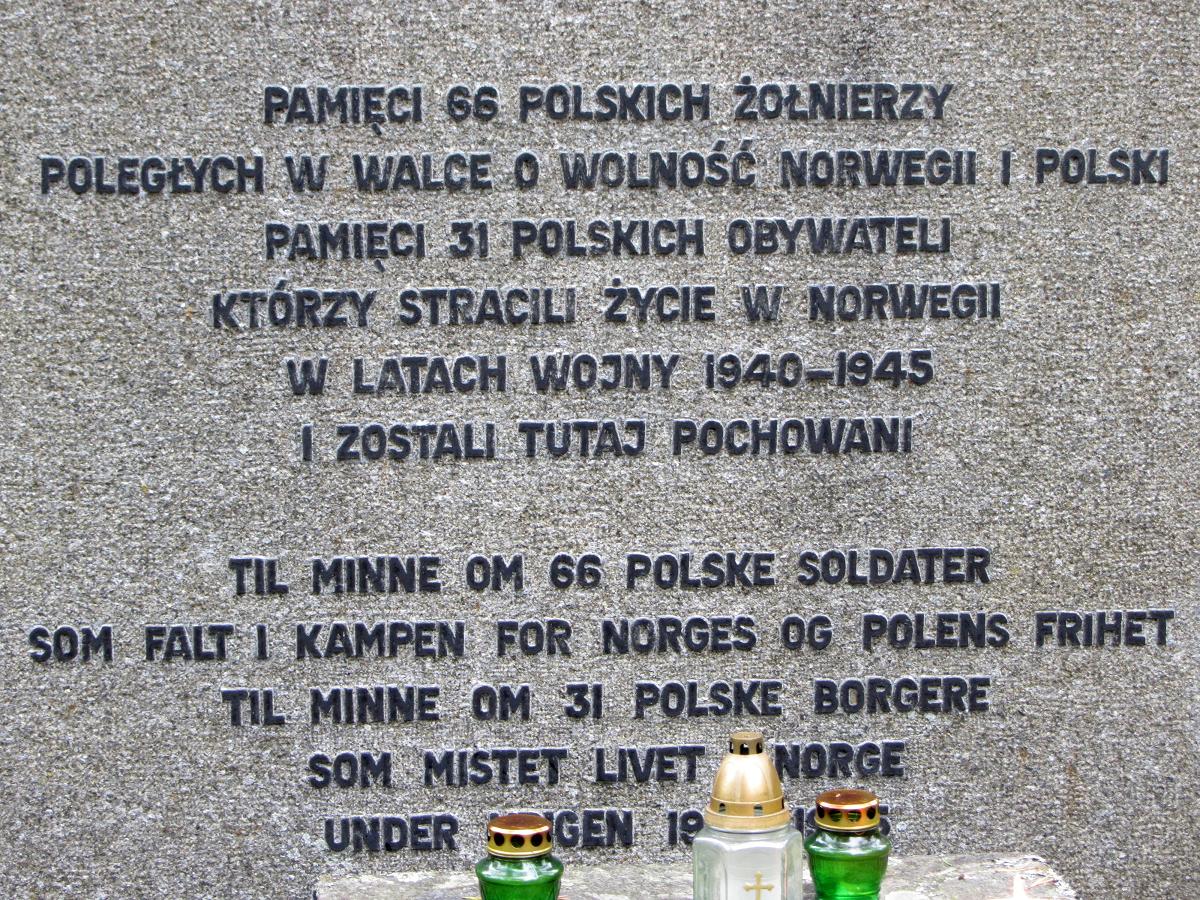 PAMIĘCI 66 POLSKICH ŻOŁNIERZY
POLEGŁYCH W WALCE O WOLNOŚĆ NORWEGII I POLSKI
PAMIĘCI 31 POLSKICH OBYWATELI
KTÓRZY STRACILI ŻYCIE W NORWEGII
W LATACH WOJNY 1940–1945
I ZOSTALI TUTAJ POCHOWANI
TIL MINNE OM 66 POLSKE SOLDATER
SOM FALT I KAMPEN FOR NORGES OG POLENS FRIHET
TIL MINNE OM 31 POLSKE BORGERE
SOM MISTET LIVET NORGE
UNDER